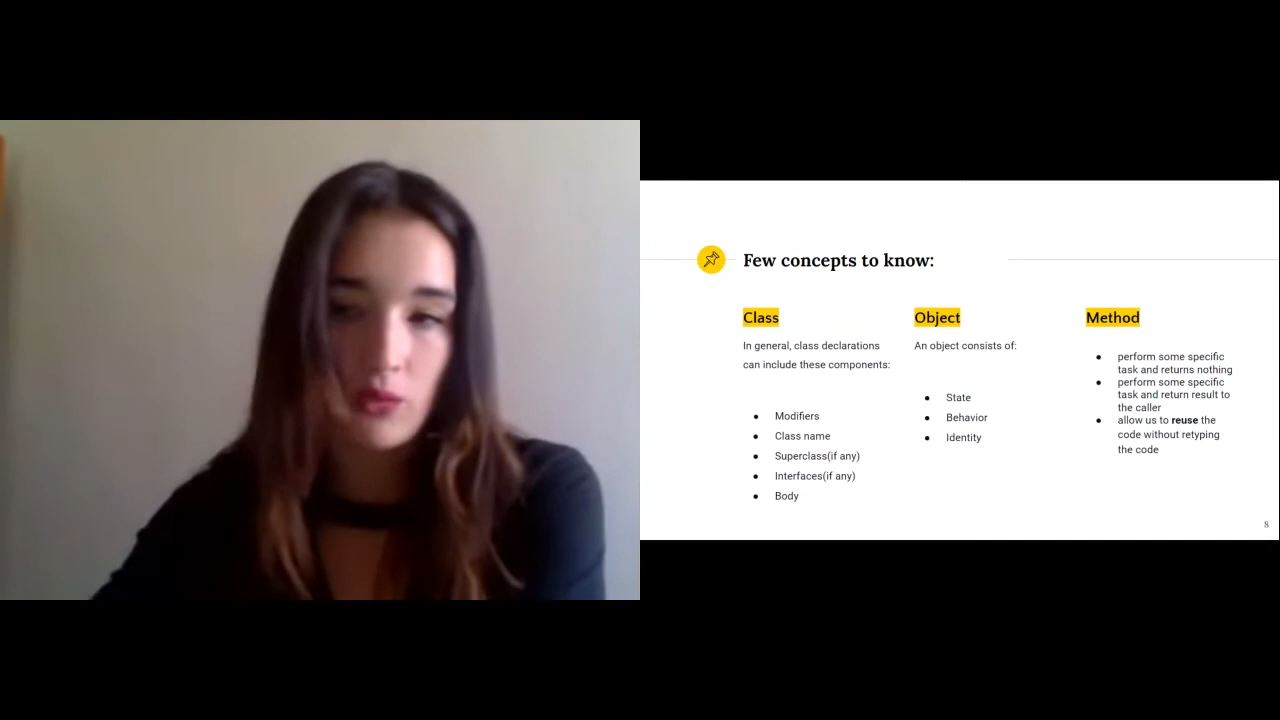 Few concepts to know:
Class
In general, class declarations
can include these components:
● Modifiers
● Class name
● Superclass(if any)
● Interfaces(if any)
● Body
Object
An object consists of:
● State
● Behavior
● Identity
Method
● perform some specific
task and returns nothing
● perform some specific
task and return result to
the caller
● allow us to reuse the
code without retyping
the code
8